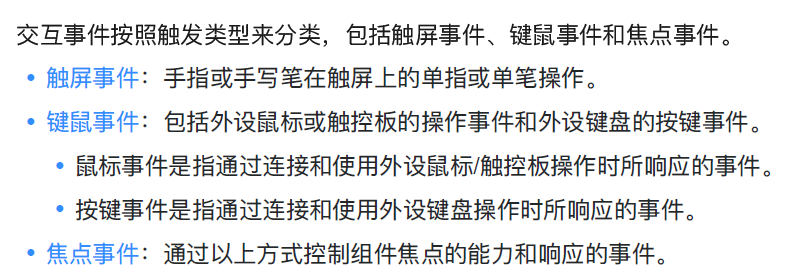 交互事件按照触发类型来分类，包括触屏事件、键鼠事件和焦点事件。
• 触屏事件：手指或手写笔在触屏上的单指或单笔操作。
• 键鼠事件：包括外设鼠标或触控板的操作事件和外设键盘的按键事件。
• 鼠标事件是指通过连接和使用外设鼠标/触控板操作时所响应的事件。
• 按键事件是指通过连接和使用外设键盘操作时所响应的事件。
• 焦点事件：通过以上方式控制组件焦点的能力和响应的事件。